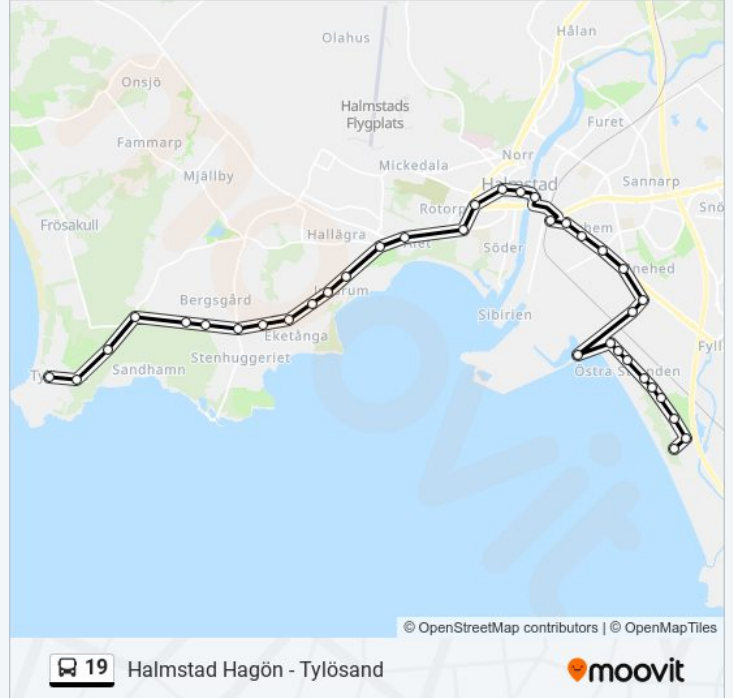 Olahus
Hålan
Onsjö
Halmstads
Flygplats
Furet
Fammarp
Norr
Mickedala
Mjällby
Halmstad
Sannarp
Frösakull
Hallägra
Söder
Bergsgård
Sibirien
Eketånga
Stenhuggeriet
Sandhamn
Östra
© OpenStreetMap contributors | © OpenMapTiles
19 Halmstad Hagön - Tylösand
moovit